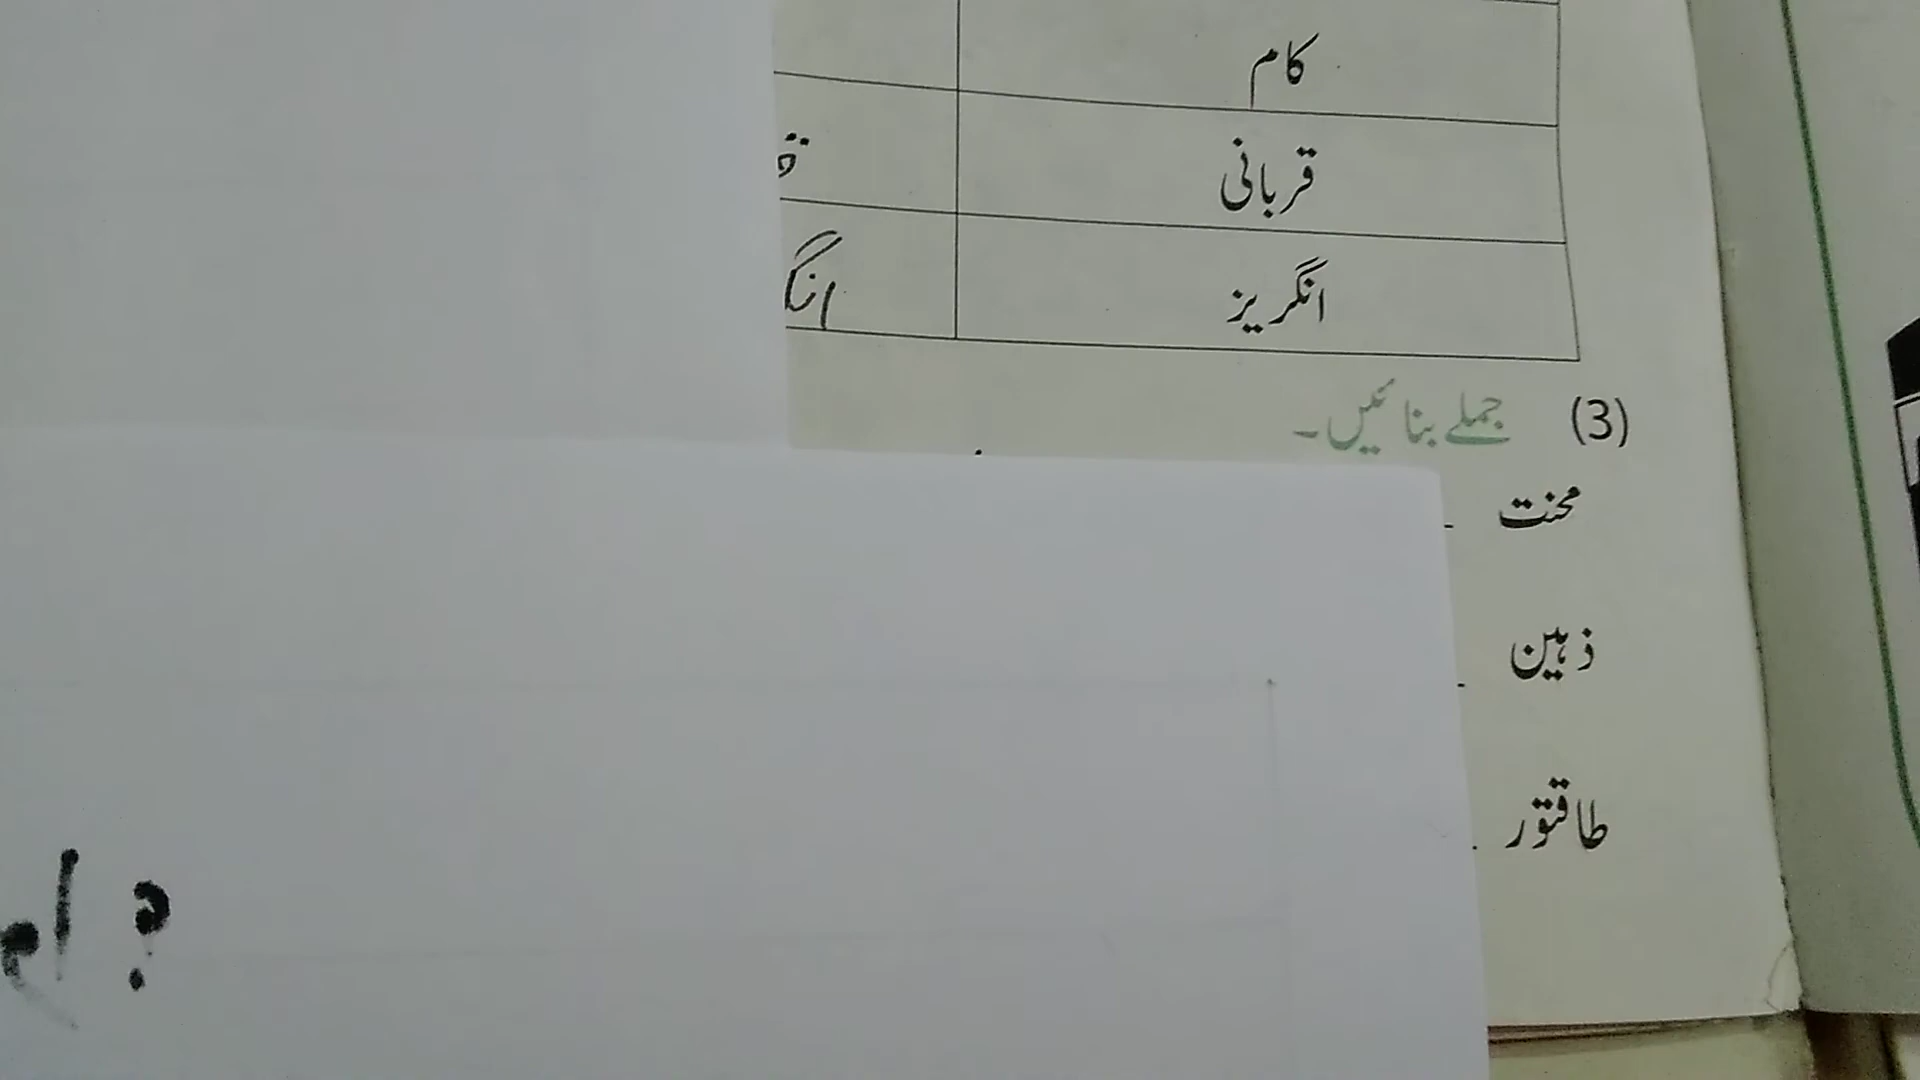 کام
قربانی
انگریز
(3) جملے بنائیں۔
محنت
ذہین
طاقتور